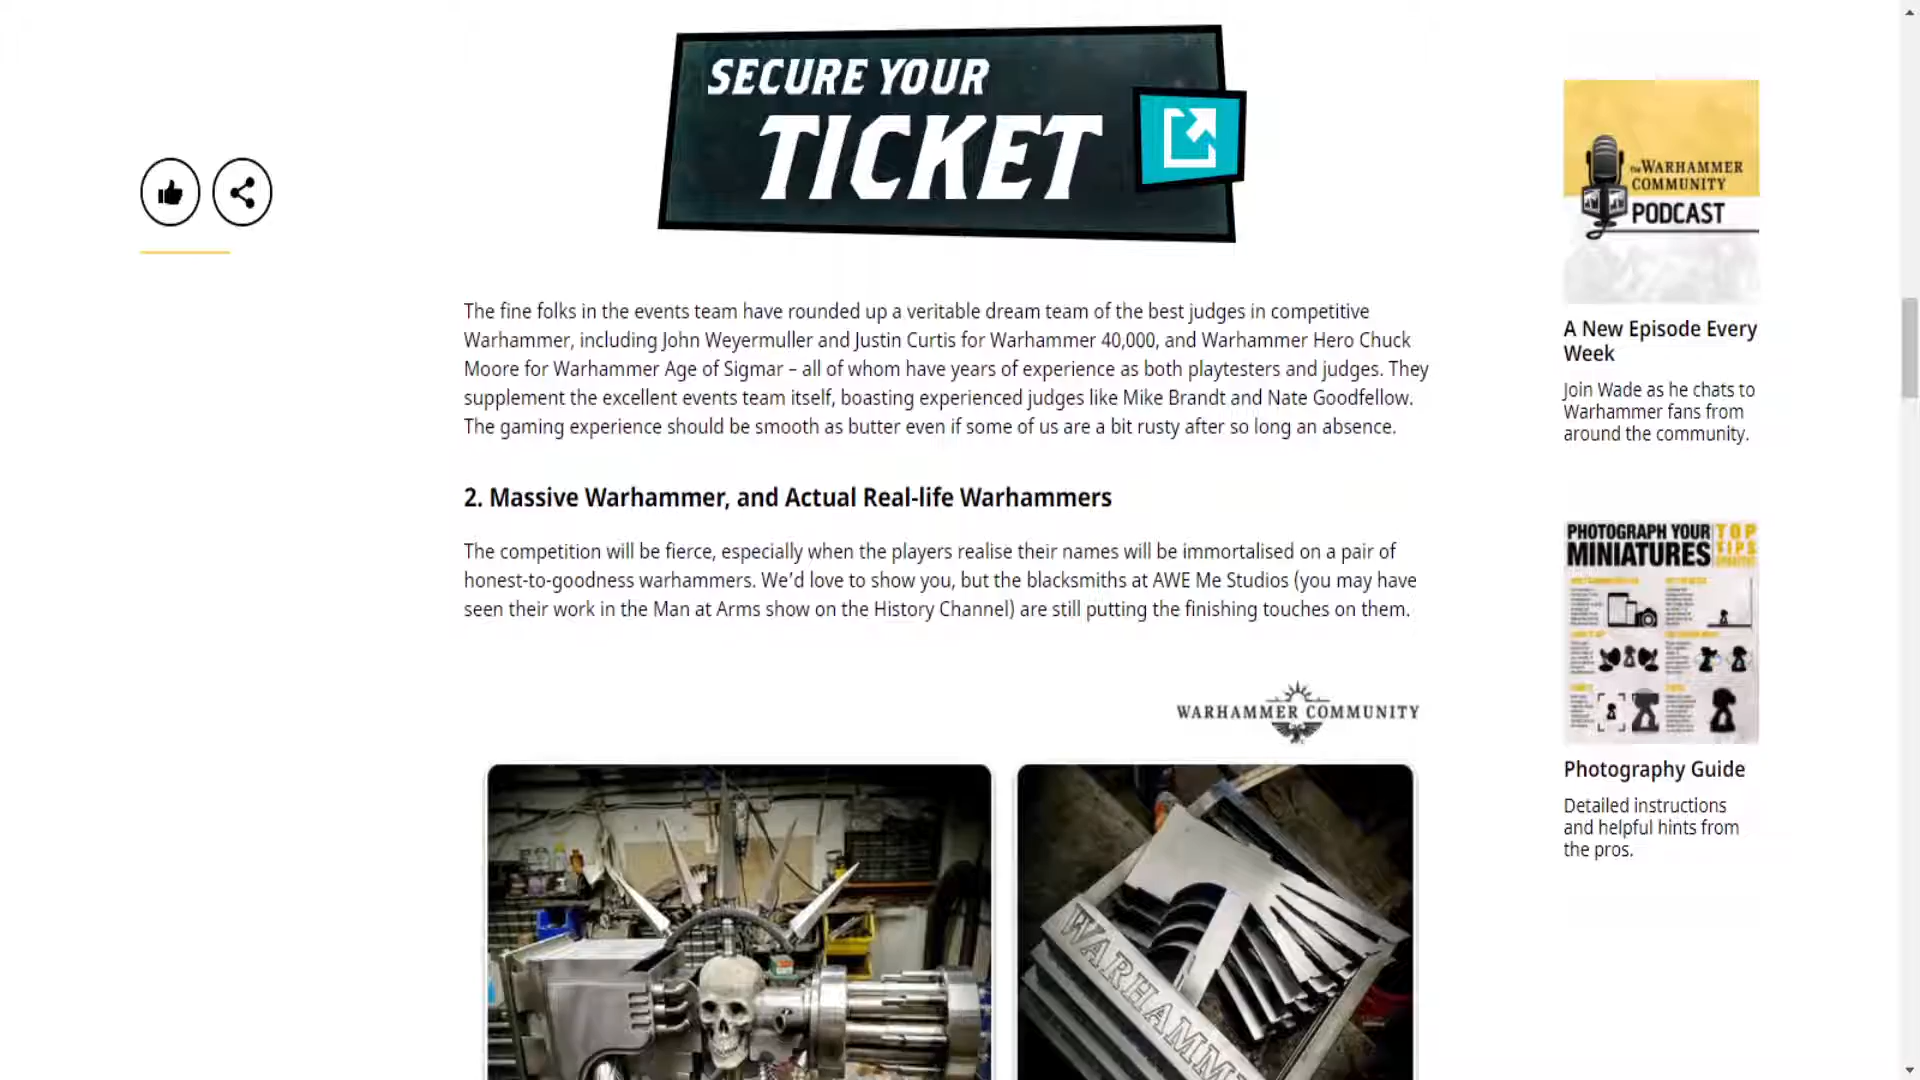 SECURE YOUR
TICKET
The fine folks in the events team have rounded up a veritable dream team of the best judges in competitive
Warhammer, including John Weyermuller and Justin Curtis for Warhammer 40,000, and Warhammer Hero Chuck
Moore for Warhammer Age of Sigmar – all of whom have years of experience as both playtesters and judges. They
supplement the excellent events team itself, boasting experienced judges like Mike Brandt and Nate Goodfellow.
The gaming experience should be smooth as butter even if some of us are a bit rusty after so long an absence.
2. Massive Warhammer, and Actual Real-life Warhammers
The competition will be fierce, especially when the players realise their names will be immortalised on a pair of
honest-to-goodness warhammers. We’d love to show you, but the blacksmiths at AWE Me Studios (you may have
seen their work in the Man at Arms show on the History Channel) are still putting the finishing touches on them.
WARHAMMER COMMUNITY
WARHAMM
THE WARHAMMER
COMMUNITY
PODCAST
A New Episode Every
Week
Join Wade as he chats to
Warhammer fans from
around the community.
PHOTOGRAPH YOUR
MINIATURES
TOP
TIPS
Photography Guide
Detailed instructions
and helpful hints from
the pros.